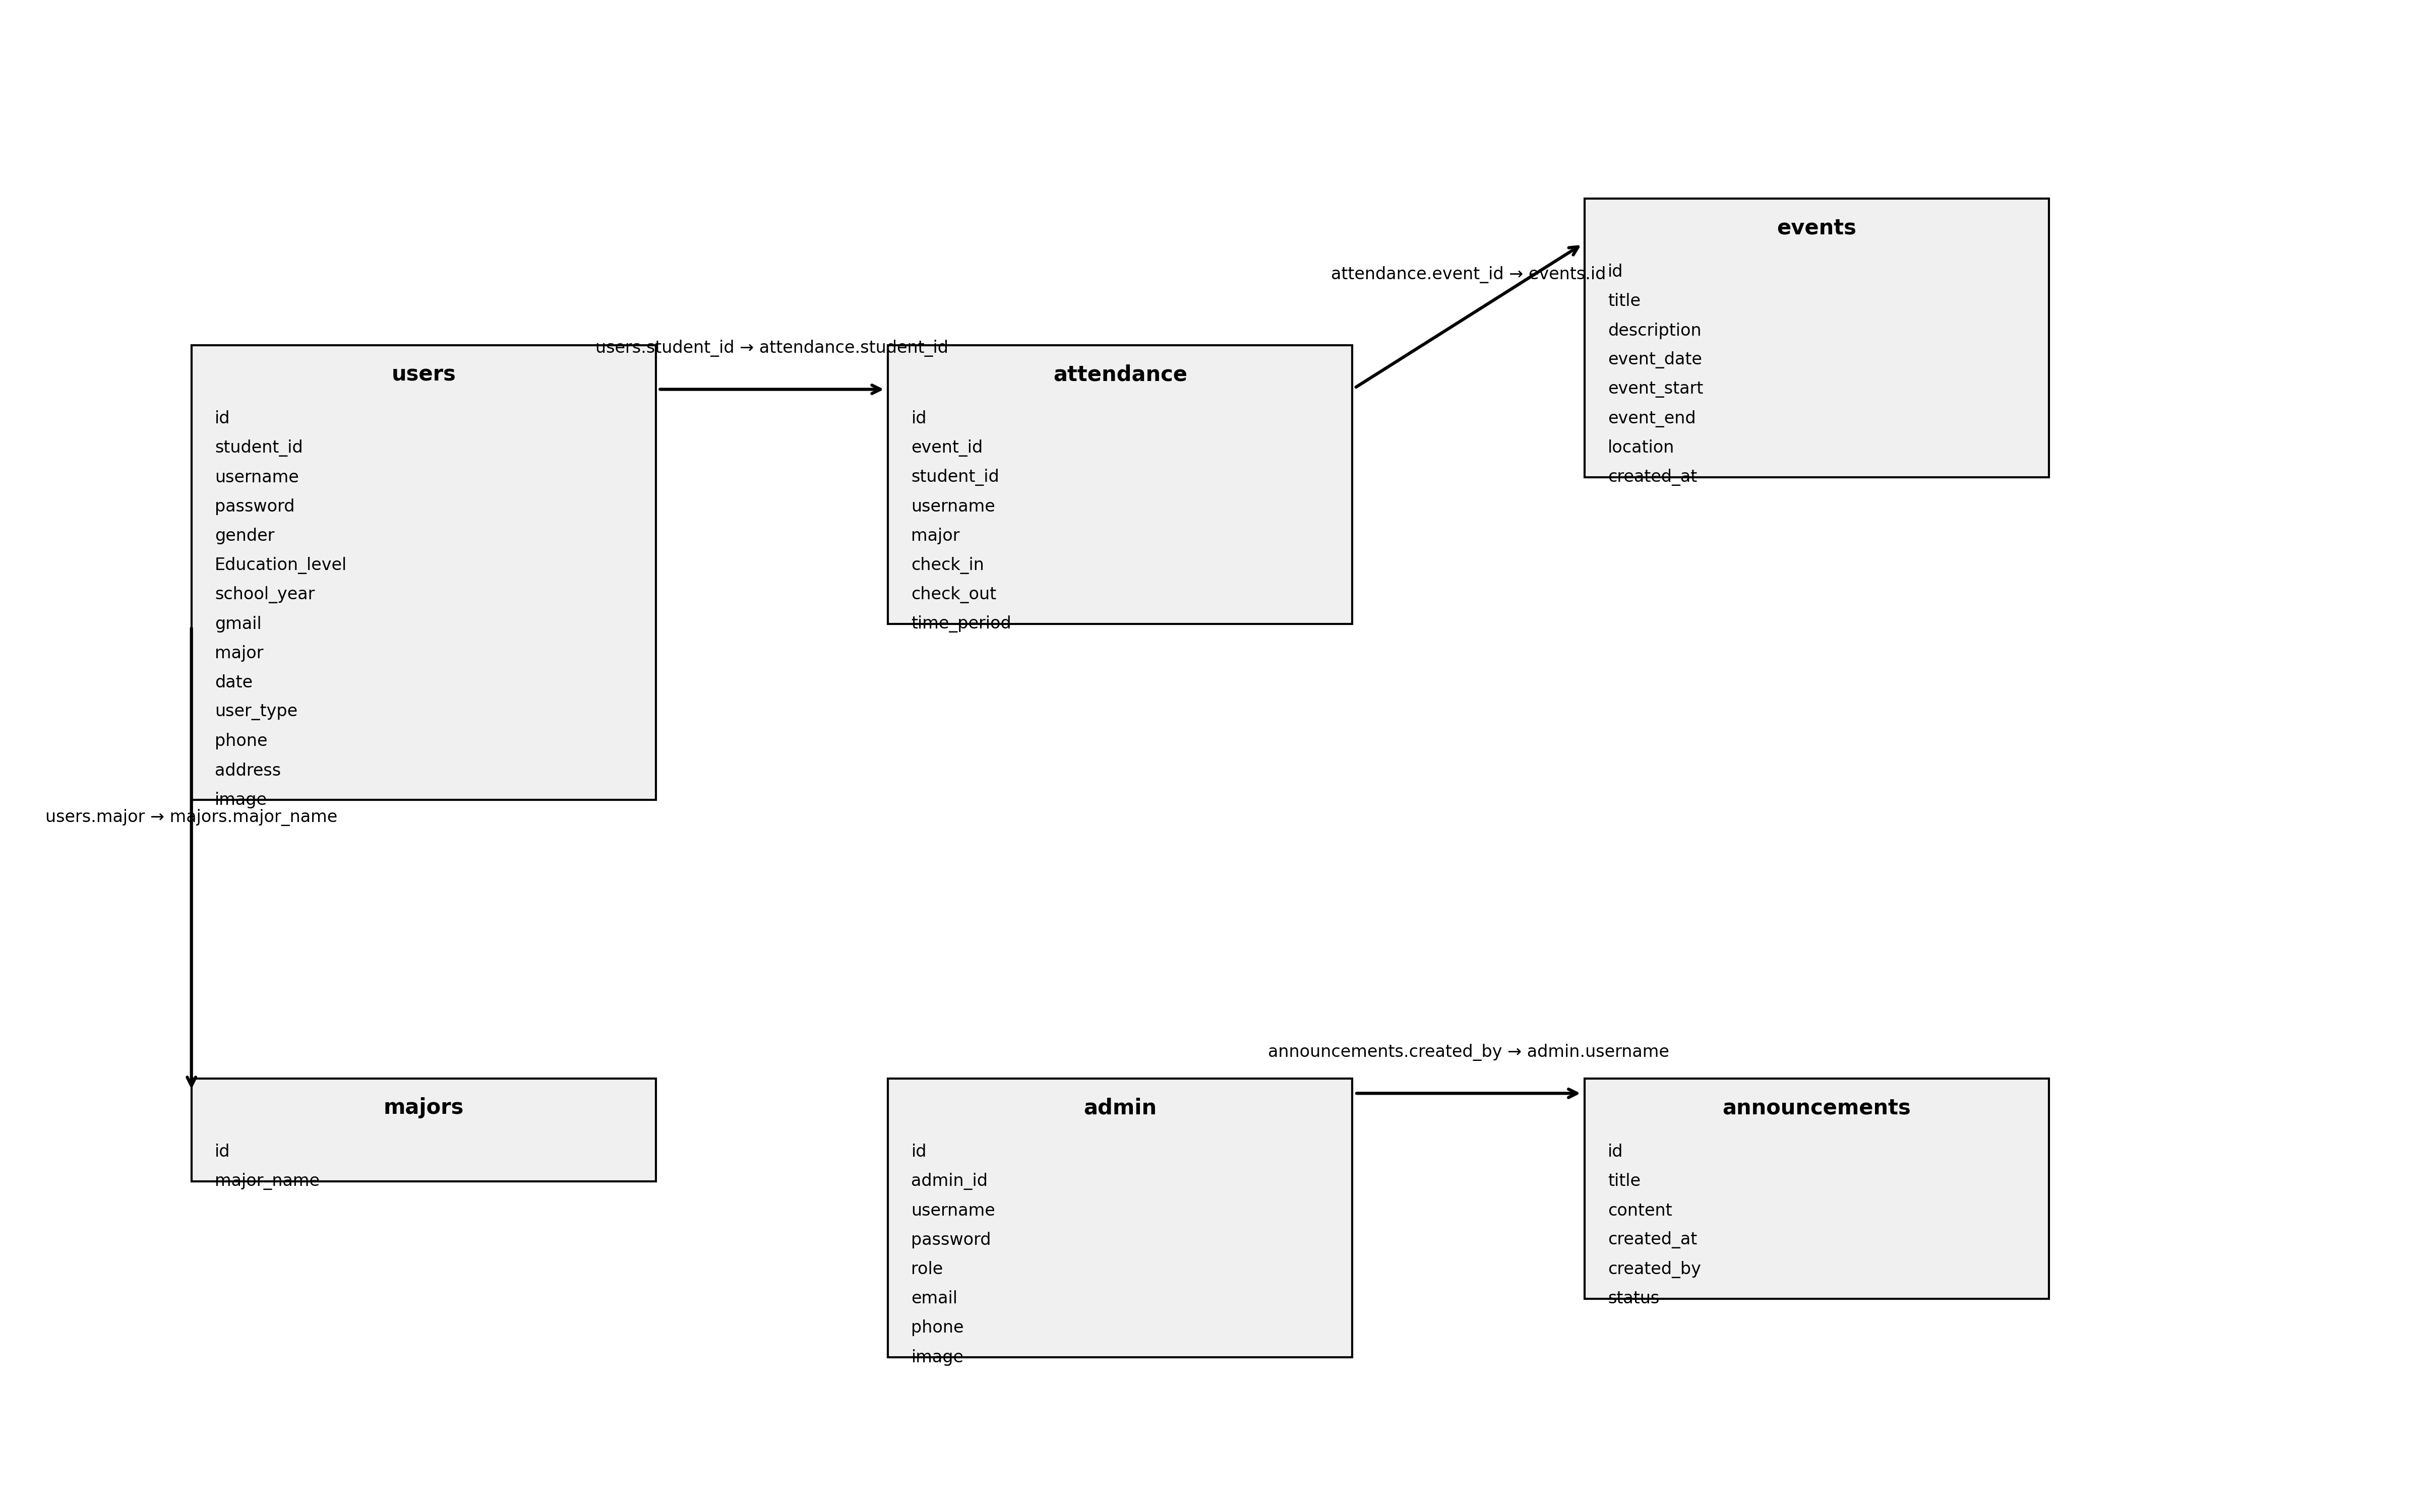 events
id
title
description
event_date
event_start
event_end
location
created_at
attendance.event_id → events.id
users.student_id → attendance.student_id
users
id
student_id
username
password
gender
Education_level
school_year
gmail
major
date
user_type
phone
address
image
attendance
id
event_id
student_id
username
major
check_in
check_out
time_period
users.major → majors.major_name
majors
id
major_name
announcements.created_by → admin.username
admin
id
admin_id
username
password
role
email
phone
image
announcements
id
title
content
created_at
created_by
status